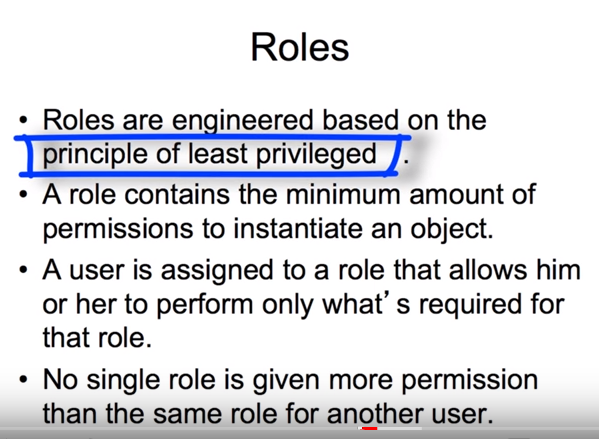 Roles
• Roles are engineered based on the
principle of least privileged .
• A role contains the minimum amount of
permissions to instantiate an object.
• A user is assigned to a role that allows him
or her to perform only what’s required for
that role.
• No single role is given more permission
than the same role for another user.